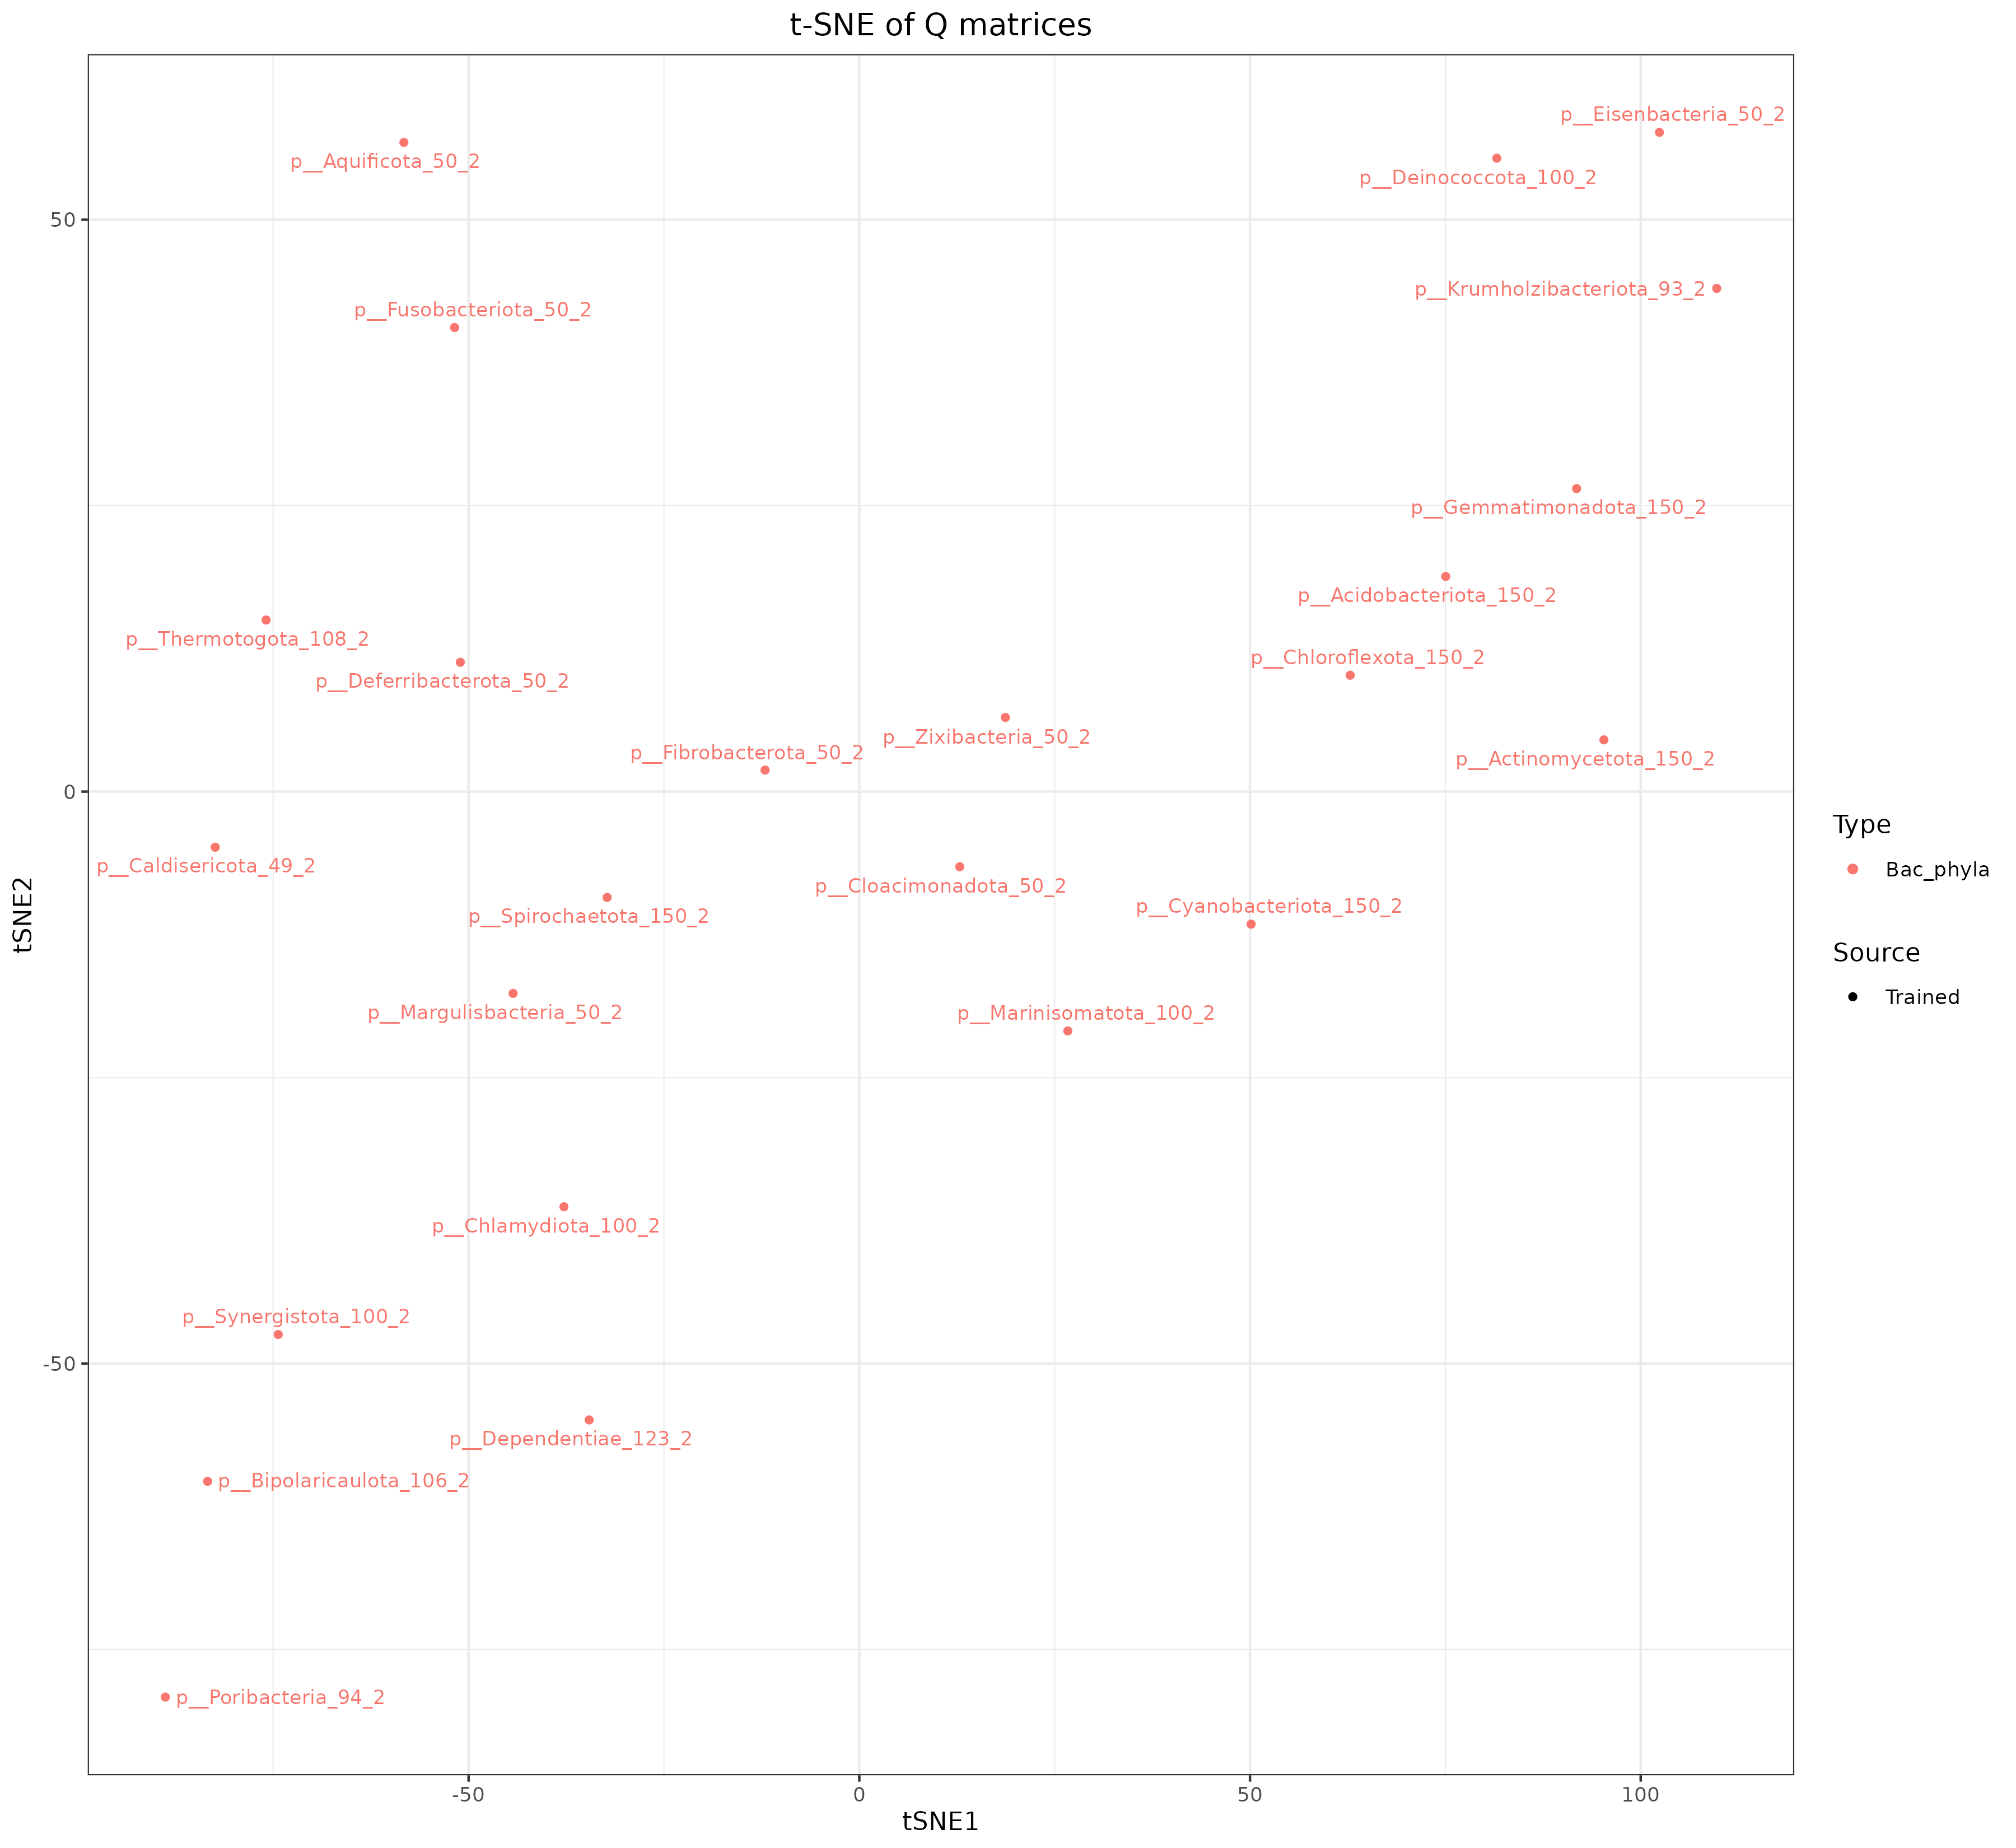 t-SNE of Q matrices
p__Eisenbacteria_50_2
p__Aquificota_50_2
p__Deinococcota_100_2
50
p__Krumholzibacteriota_93_2
p__Fusobacteriota_50_2
p__Gemmatimonadota_150_2
p__Acidobacteriota_150_2
p__Thermotogota_108_2
p__Chloroflexota_150_2
p__Deferribacterota_50_2
p__Zixibacteria_50_2
p__Fibrobacterota_50_2
p__Actinomycetota_150_2
0
p__Caldisericota_49_2
p__Cloacimonadota_50_2
p__Cyanobacteriota_150_2
p__Spirochaetota_150_2
p__Margulisbacteria_50_2
p__Marinisomatota_100_2
p__Chlamydiota_100_2
p__Synergistota_100_2
-50
p__Dependentiae_123_2
p__Bipolaricaulota_106_2
p__Poribacteria_94_2
-50
0
50
100
tSNE1
tSNE2
Type
Bac_phyla
Source
Trained